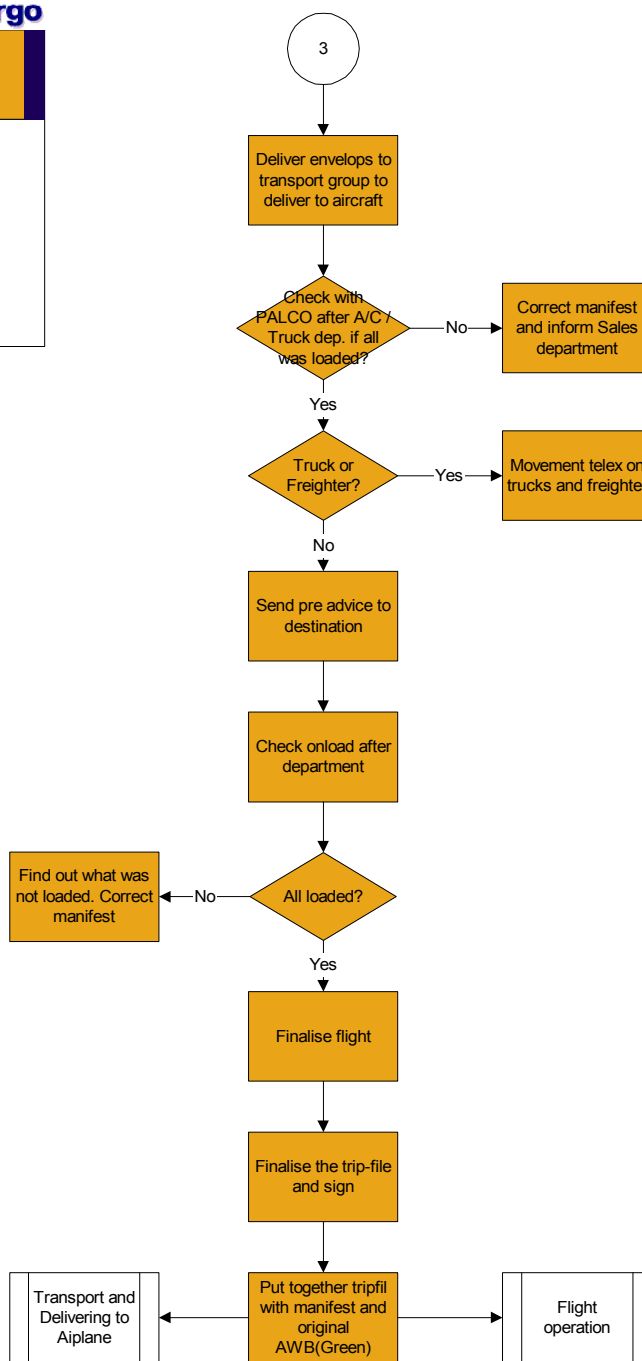 rgo
3
Deliver envelops to
transport group to
deliver to aircraft
Check with
PALCO after A/C /
Truck dep. if all
was loaded?
No
Correct manifest
and inform Sales
department
Yes
Truck or
Freighter?
Yes
Movement telex on
trucks and freighte
No
Send pre advice to
destination
Check onload after
department
All loaded?
No
Find out what was
not loaded. Correct
manifest
Yes
Finalise flight
Finalise the trip-file
and sign
Transport and
Delivering to
Aiplane
Put together tripfil
with manifest and
original
AWB(Green)
Flight
operation